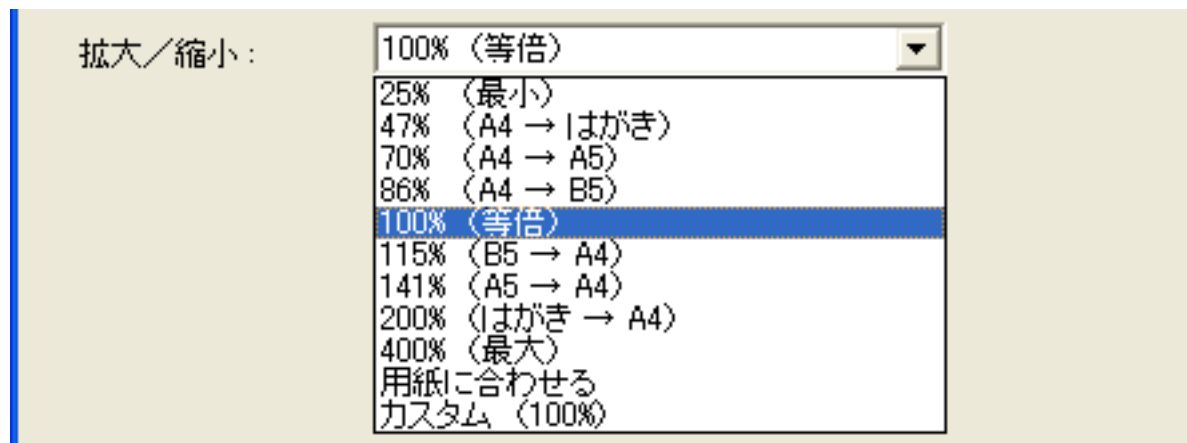 拡大／縮小： 100% （等倍）
25% （最小）
47% （A4 → はがき）
70% （A4 → A5）
86% （A4 → B5）
100% （等倍）
115% （B5 → A4）
141% （A5 → A4）
200% （はがき → A4）
400% （最大）
用紙に合わせる
カスタム （100%）